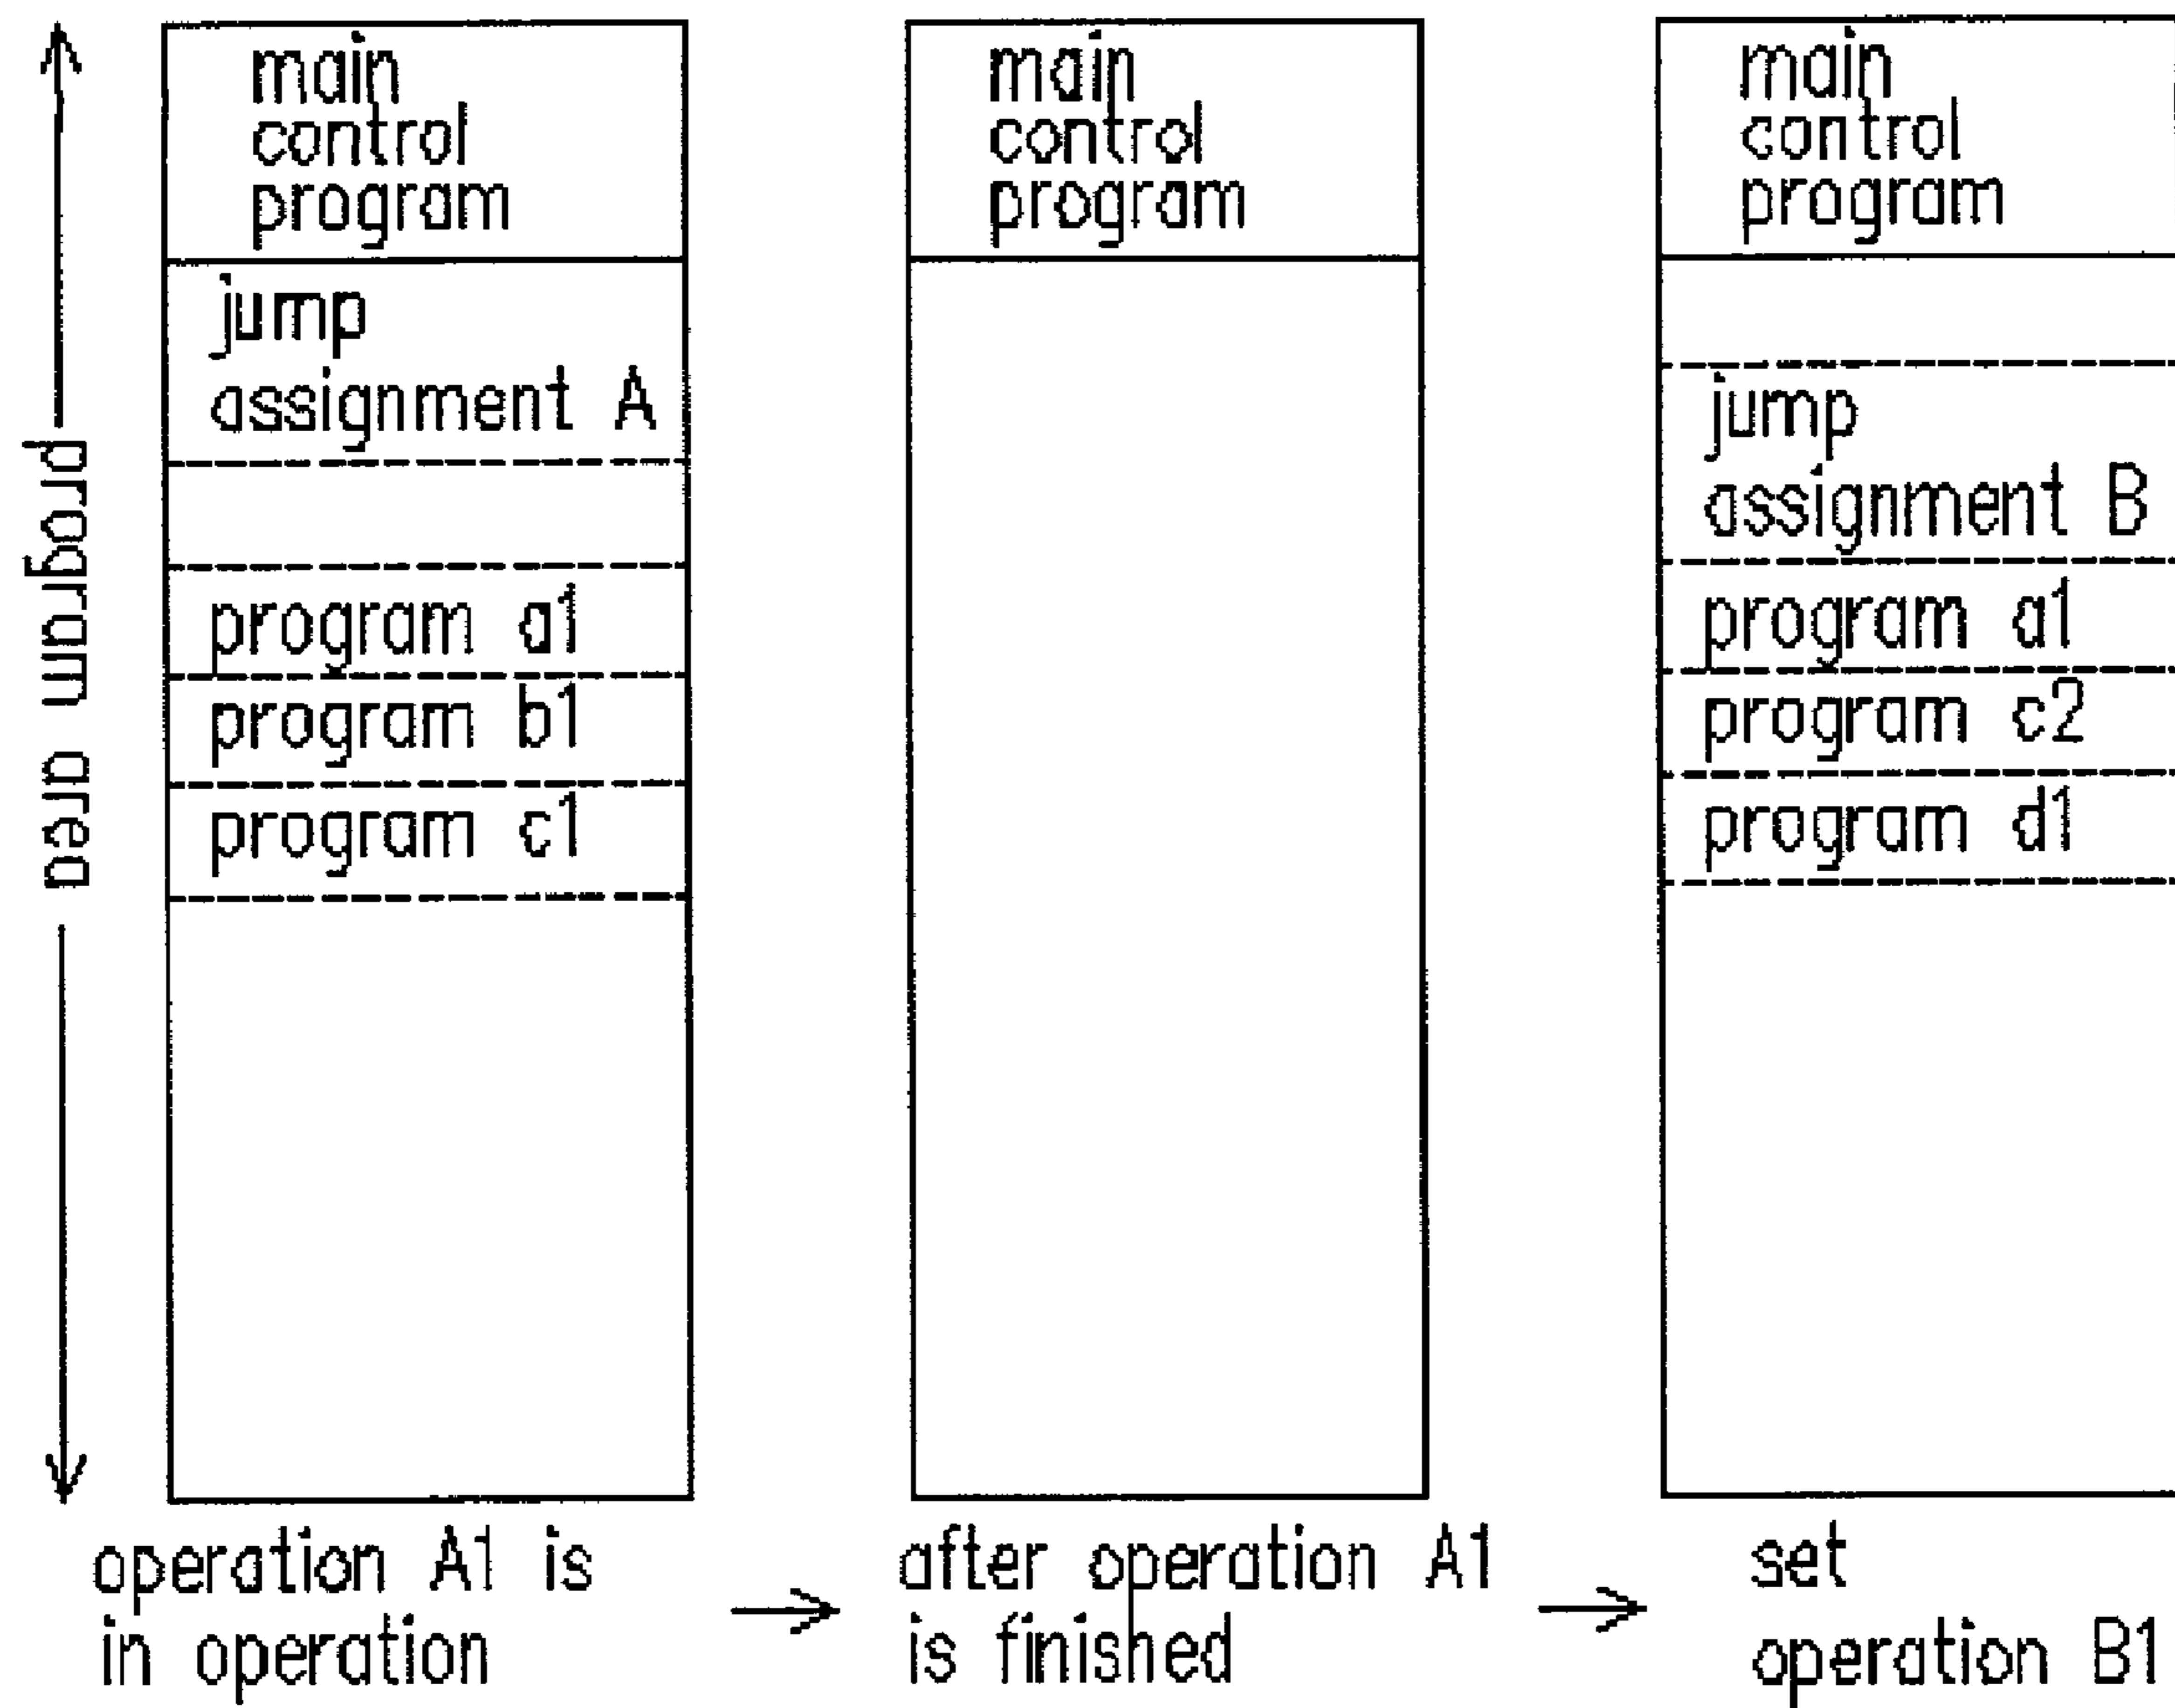 program area
main
control
program
jump
assignment A
program a1
program b1
program c1
operation A1 is
in operation
main
control
program
after operation A1
is finished
main
control
program
jump
assignment B
program a1
program c2
program d1
set
operation B1